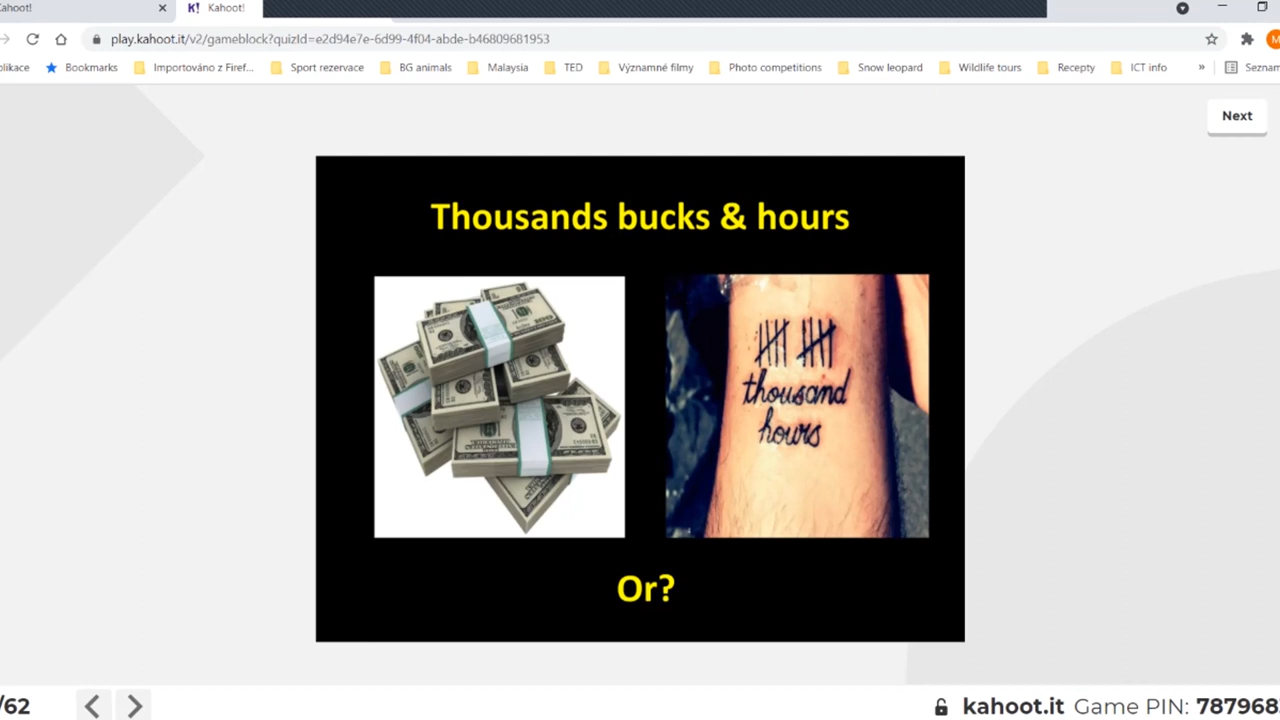 Kahoot!
Kahoot!
play.kahoot.it/v2/gameblock?quizId=e2d94e7e-6d99-4f04-abde-b46809681953
plikace Bookmarks Importováno z Firef... Sport rezervace BG animals Malaysia TED Významné filmy Photo competitions Snow leopard Wildlife tours Recepty ICT info » Seznam
Next
Thousands bucks & hours
thousand
hours
Or?
/62
kahoot.it Game PIN: 787968